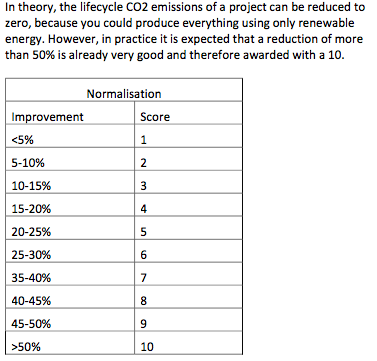 In theory, the lifecycle CO2 emissions of a project can be reduced to
zero, because you could produce everything using only renewable
energy. However, in practice it is expected that a reduction of more
than 50% is already very good and therefore awarded with a 10.
Normalisation
Improvement Score
<5% 1
5-10% 2
10-15% 3
15-20% 4
20-25% 5
25-30% 6
35-40% 7
40-45% 8
45-50% 9
>50% 10